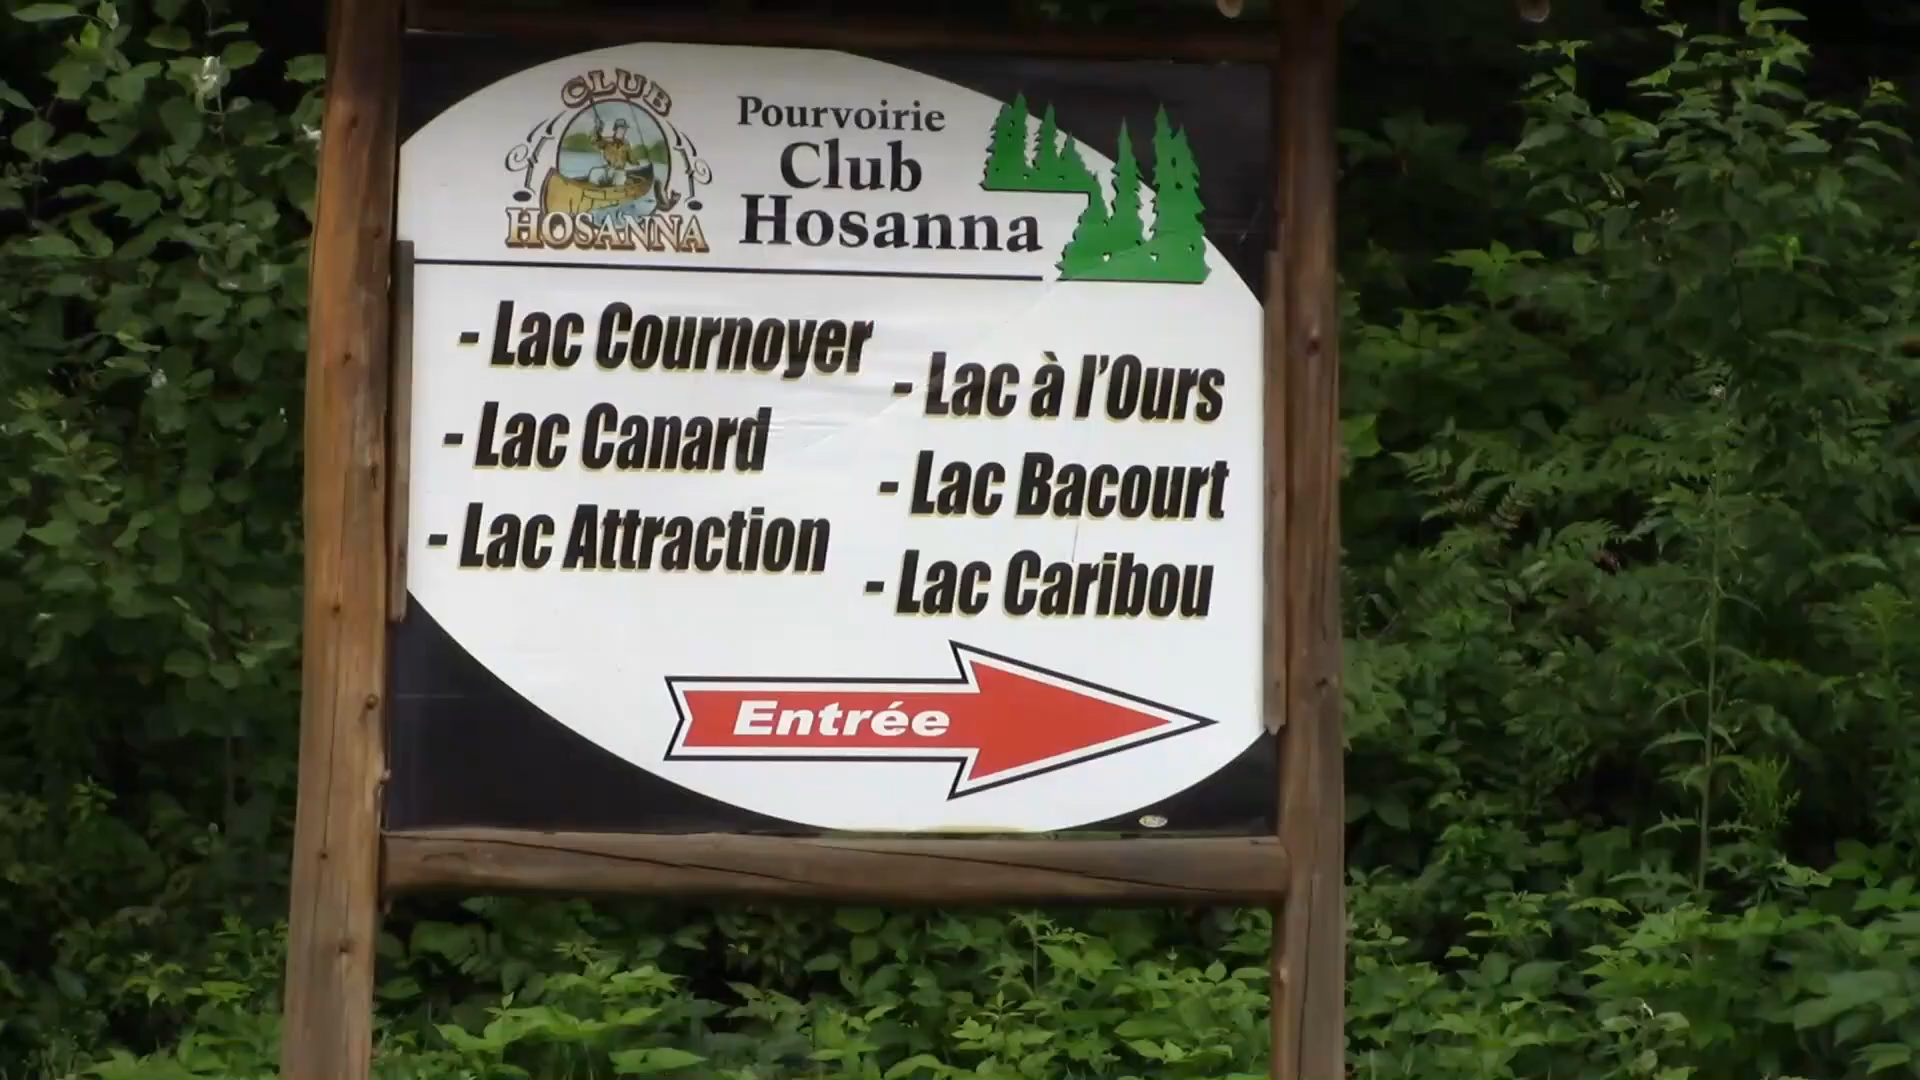 CLUB
HOSANNA
Pourvoirie
Club
Hosanna
- Lac Cournoyer
- Lac Canard
- Lac Attraction
- Lac à l'Ours
- Lac Bacourt
- Lac Caribou
Entrée